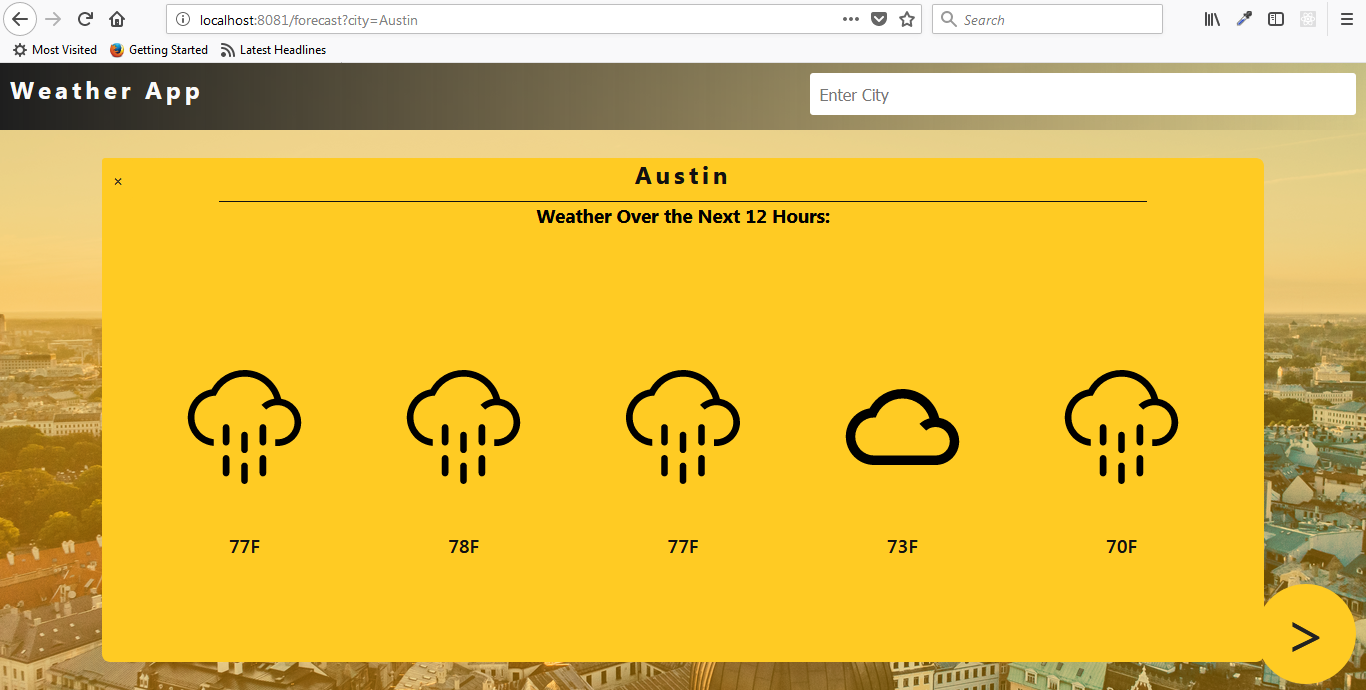 localhost:8081/forecast?city=Austin
Search
Most Visited
Getting Started
Latest Headlines
Weather App
Enter City
×
Austin
Weather Over the Next 12 Hours:
77F
78F
77F
73F
70F
>